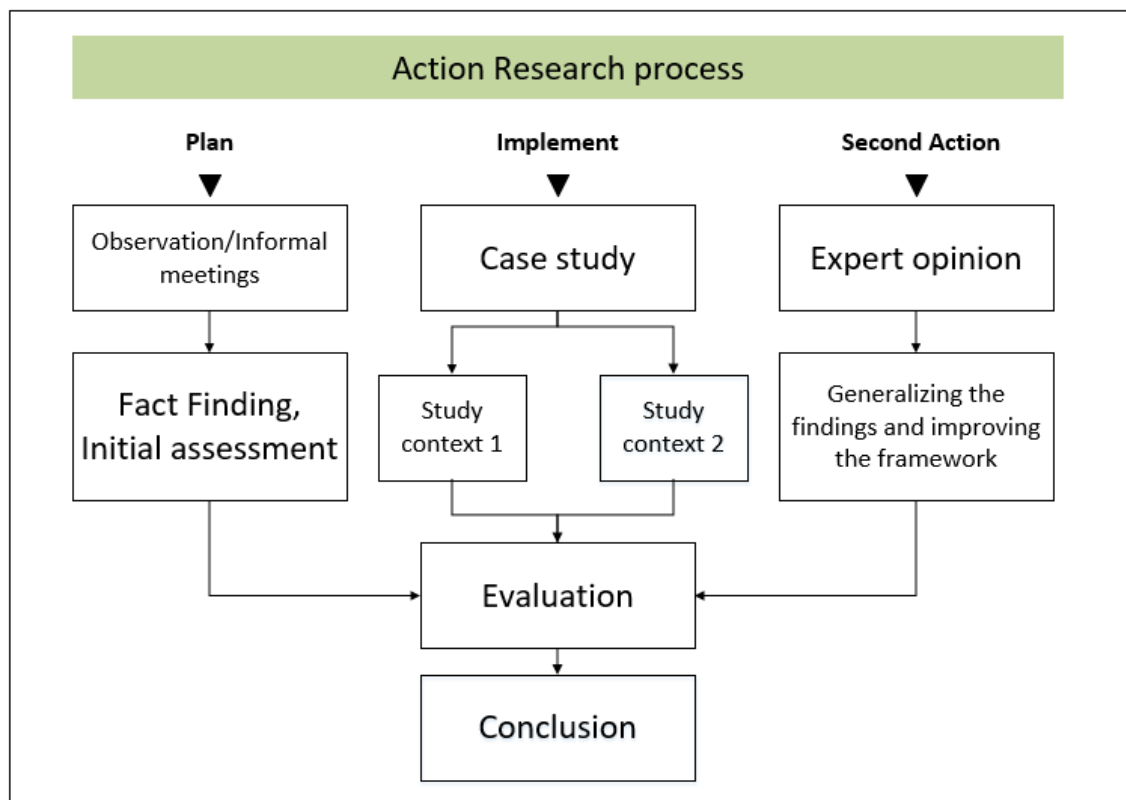 Action Research process
Plan
Implement
Second Action
Observation/Informal
meetings
Case study
Expert opinion
Fact Finding,
Initial assessment
Study
context 1
Study
context 2
Generalizing the
findings and improving
the framework
Evaluation
Conclusion